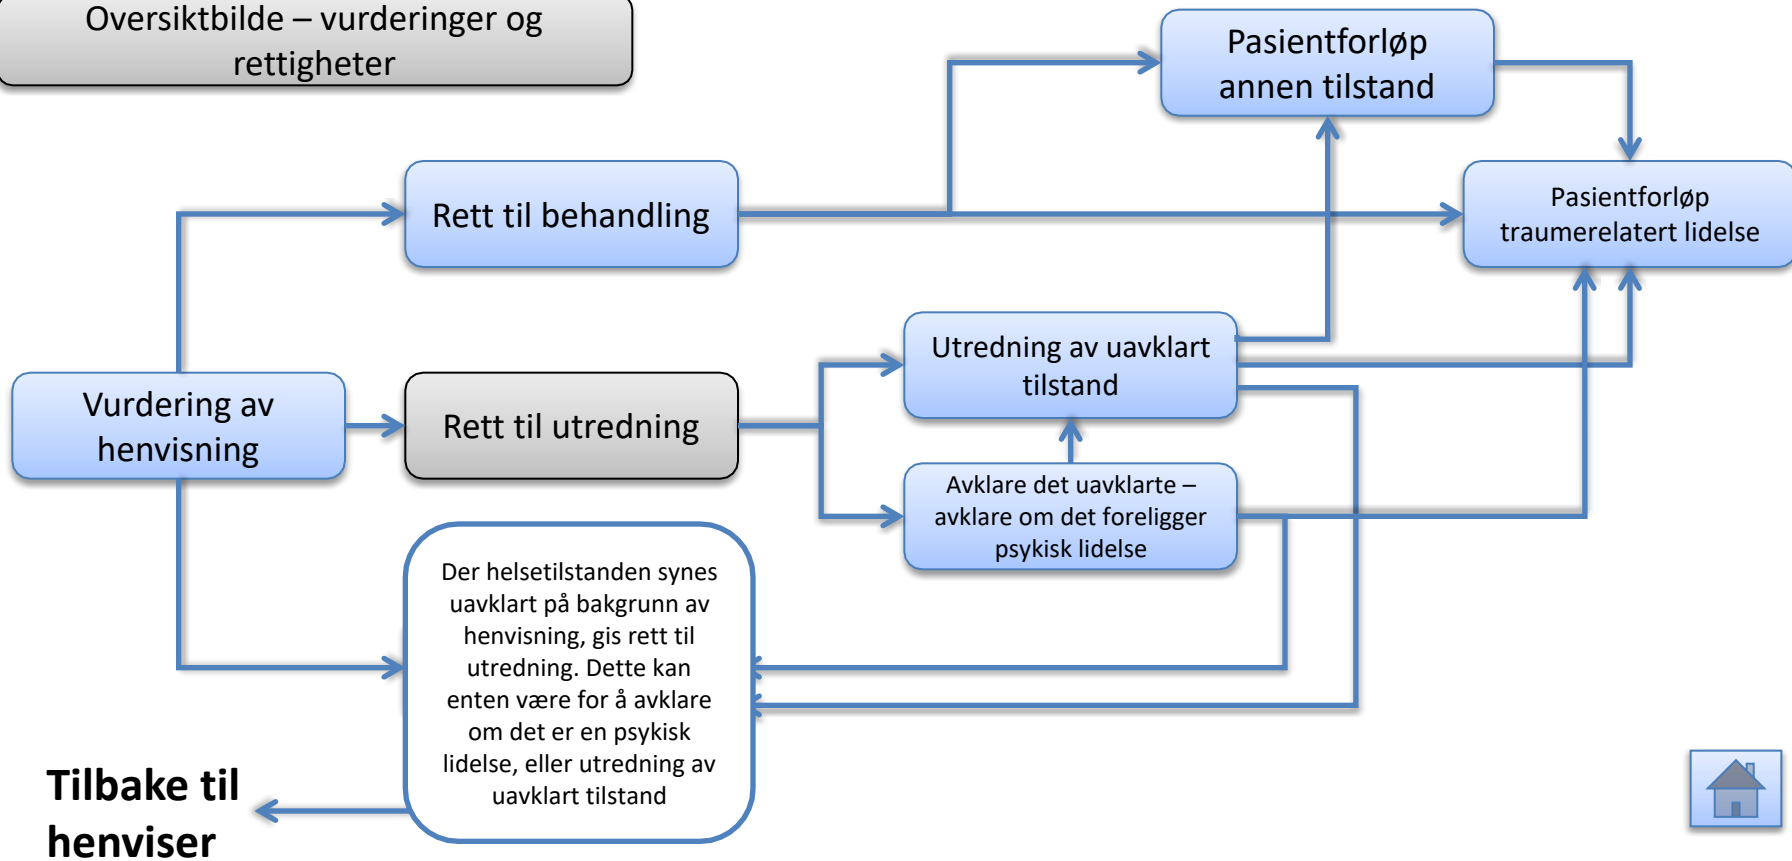 Oversiktbilde – vurderinger og
rettigheter
Pasientforløp
annen tilstand
Rett til behandling
Pasientforløp
traumerelatert lidelse
Utredning av uavklart
tilstand
Vurdering av
henvisning
Rett til utredning
Avklare det uavklarte –
avklare om det foreligger
psykisk lidelse
Der helsetilstanden synes
uavklart på bakgrunn av
henvisning, gis rett til
utredning. Dette kan
enten være for å avklare
om det er en psykisk
lidelse, eller utredning av
uavklart tilstand
Tilbake til
henviser